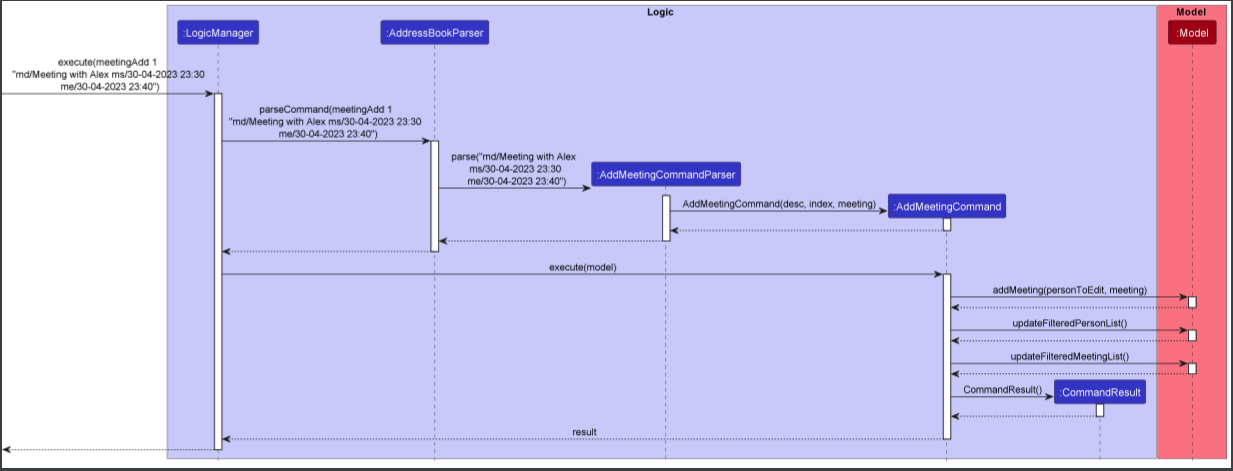 Logic
Model
:LogicManager
:AddressBookParser
:Model
execute(meetingAdd 1
"md/Meeting with Alex ms/30-04-2023 23:30
me/30-04-2023 23:40")
parseCommand(meetingAdd 1
"md/Meeting with Alex ms/30-04-2023 23:30
me/30-04-2023 23:40")
parse("md/Meeting with Alex
ms/30-04-2023 23:30
me/30-04-2023 23:40")
:AddMeetingCommandParser
AddMeetingCommand(desc, index, meeting)
:AddMeetingCommand
execute(model)
addMeeting(personToEdit, meeting)
updateFilteredPersonList()
updateFilteredMeetingList()
CommandResult()
:CommandResult
result